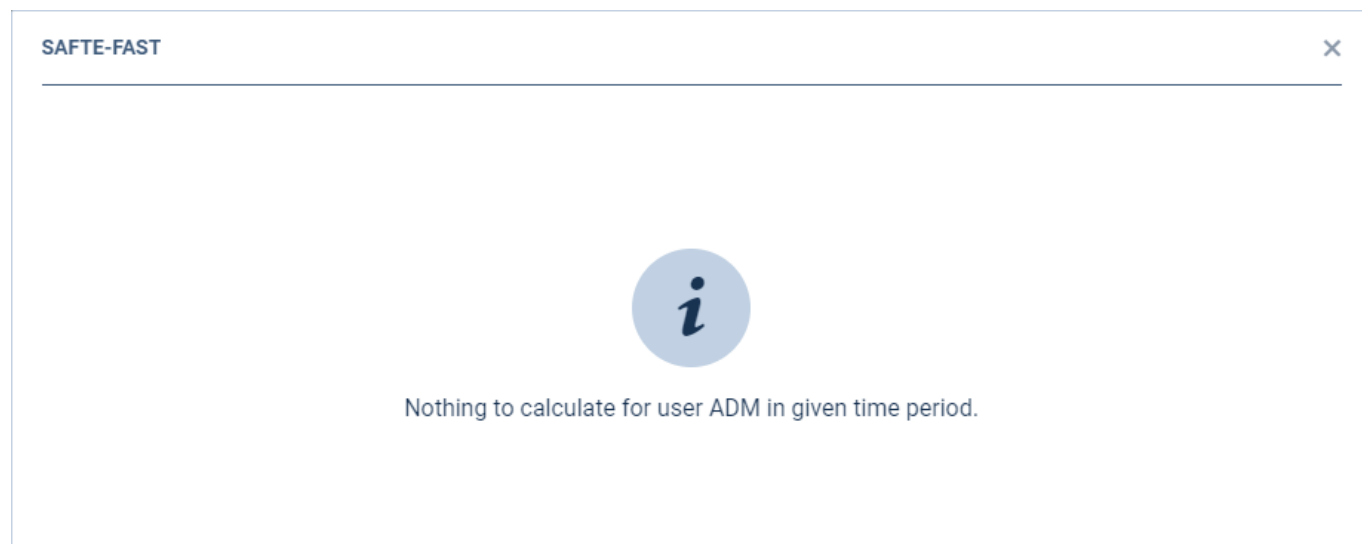 SAFTE-FAST
Nothing to calculate for user ADM in given time period.